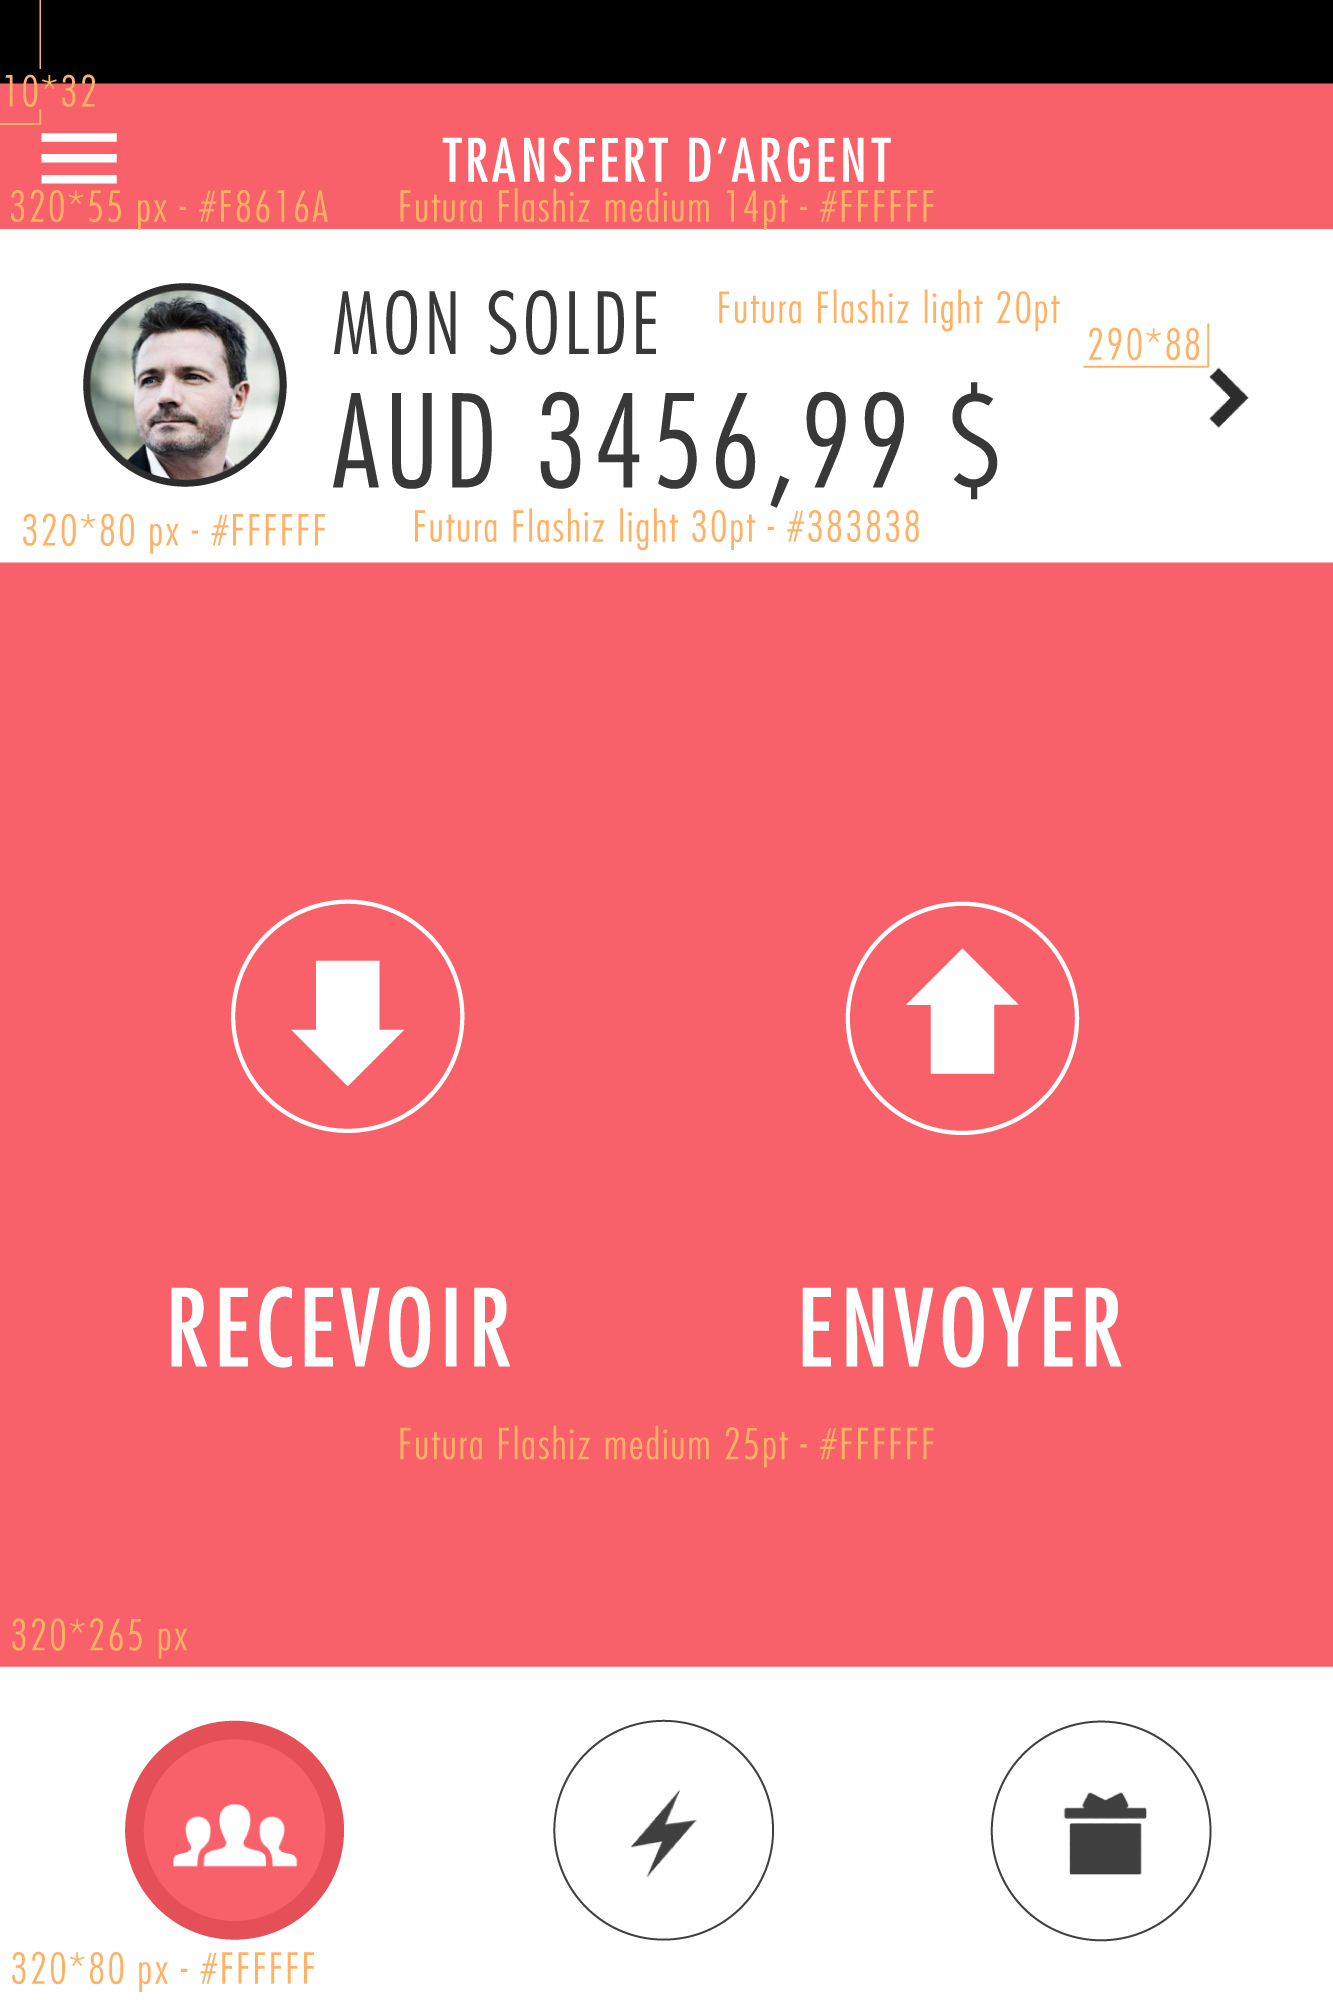 10*32
TRANSFERT D’ARGENT
320*55 px - #F8616A
Futura Flashiz medium 14pt - #FFFFFF
MON SOLDE
Futura Flashiz light 20pt
290*88
AUD 3456,99 $
320*80 px - #FFFFFF
Futura Flashiz light 30pt - #383838
RECEVOIR
ENVOYER
Futura Flashiz medium 25pt - #FFFFFF
320*265 px
320*80 px - #FFFFFF